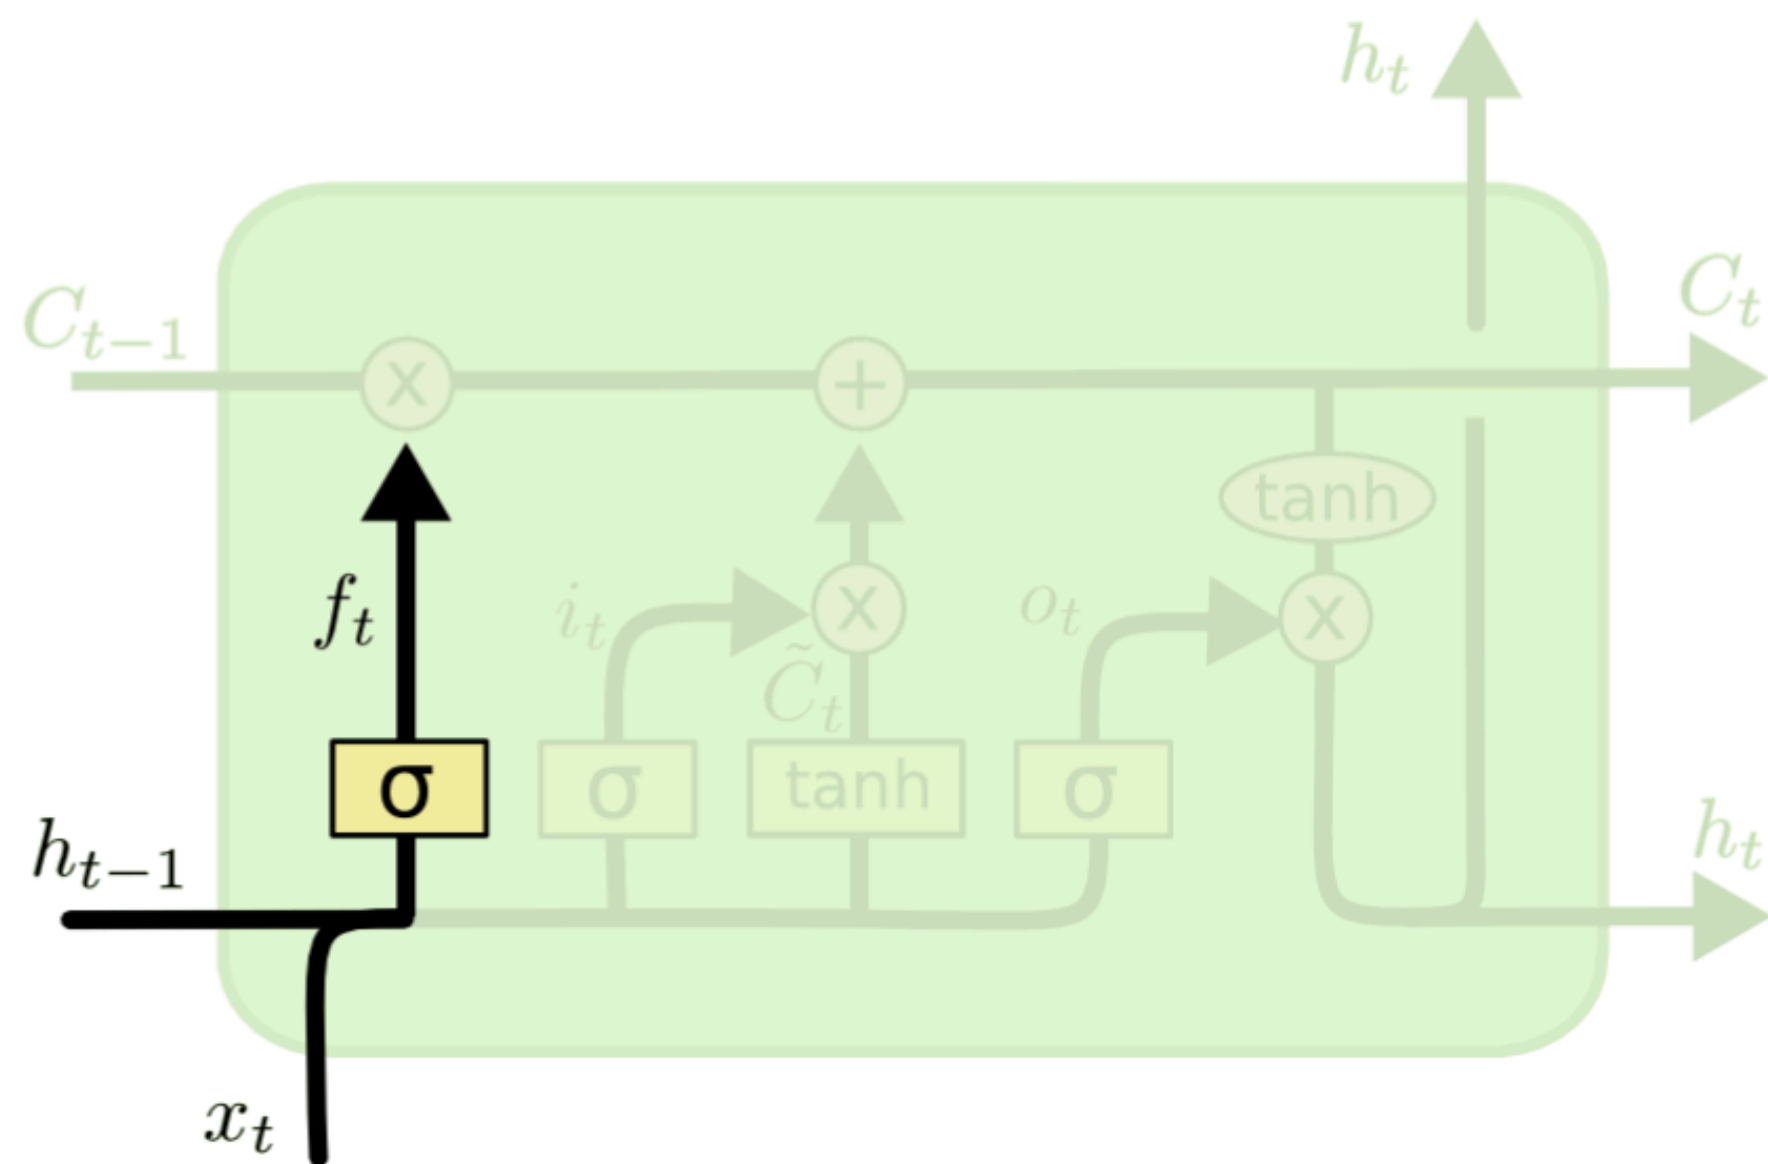 h_t
C_{t-1}
C_t
x
+
tanh
f_t
i_t
x
o_t
x
C̃_t
σ
σ
tanh
σ
h_{t-1}
h_t
x_t